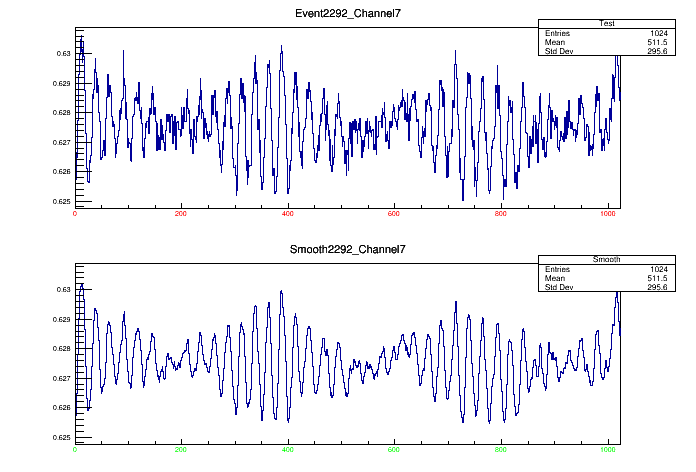 Event2292_Channel7
Test
Entries 1024
Mean 511.5
Std Dev 295.6
0.63
0.629
0.628
0.627
0.626
0.625
0 200 400 600 800 1000
Smooth2292_Channel7
Smooth
Entries 1024
Mean 511.5
Std Dev 295.6
0.63
0.629
0.628
0.627
0.626
0.625
0 200 400 600 800 1000